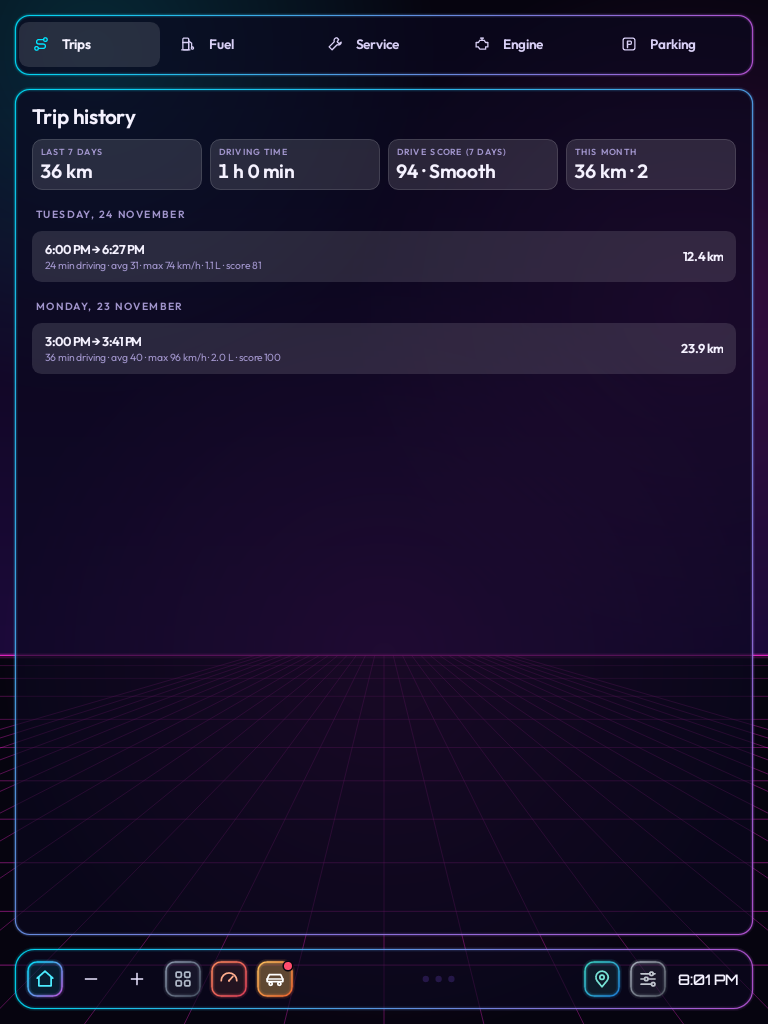 Trips
Fuel
Service
Engine
P
Parking
Trip history
LAST 7 DAYS
36 km
DRIVING TIME
1 h 0 min
DRIVE SCORE (7 DAYS)
94 · Smooth
THIS MONTH
36 km · 2
TUESDAY, 24 NOVEMBER
6:00 PM → 6:27 PM
24 min driving · avg 31 · max 74 km/h · 1.1 L · score 81
12.4 km
MONDAY, 23 NOVEMBER
3:00 PM → 3:41 PM
36 min driving · avg 40 · max 96 km/h · 2.0 L · score 100
23.9 km
8:01 PM